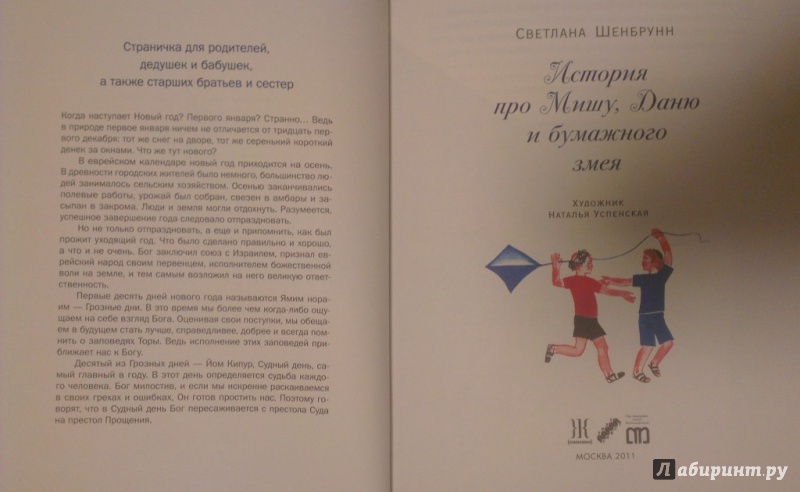 Страничка для родителей,
дедушек и бабушек,
а также старших братьев и сестер
Когда наступает Новый год? Первого января? Странно... Ведь
в природе первое января ничем не отличается от тридцать пер-
вого декабря: тот же снег на дворе, тот же серенький короткий
денек за окнами. Что же тут нового?
В еврейском календаре новый год приходится на осень.
В древности городских жителей было немного, большинство лю-
дей занималось сельским хозяйством. Осенью заканчивались
полевые работы, урожай был собран, свезен в амбары и за-
сыпан в закрома. Люди и земля могли отдохнуть. Разумеется,
успешное завершение года следовало отпраздновать.
Но не только отпраздновать, а еще и припомнить, как был
прожит уходящий год. Что было сделано правильно и хорошо,
а что и не очень. Бог заключил союз с Израилем, признал ев-
рейский народ своим первенцем, исполнителем божественной
воли на земле, и тем самым возложил на него великую ответ-
ственность.
Первые десять дней нового года называются Ямим нора-
им — Грозные дни. В это время мы более чем когда-либо ощу-
щаем на себе взгляд Бога. Оценивая свои поступки, мы обеща-
ем в будущем стать лучше, справедливее, добрее и всегда пом-
нить о заповедях Торы. Ведь исполнение этих заповедей при-
ближает нас к Богу.
Десятый из Грозных дней — Йом Кипур, Судный день, са-
мый главный в году. В этот день определяется судьба каждо-
го человека. Бог милостив, и если мы искренне раскаиваемся
в своих грехах и ошибках, Он готов простить нас. Поэтому го-
ворят, что в Судный день Бог пересаживается с престола Суда
на престол Прощения.
Светлана Шенбрунн
История
про Мишу, Даню
и бумажного
змея
Художник
Наталья Успенская
МОСКВА 2011
Лабиринт.ру